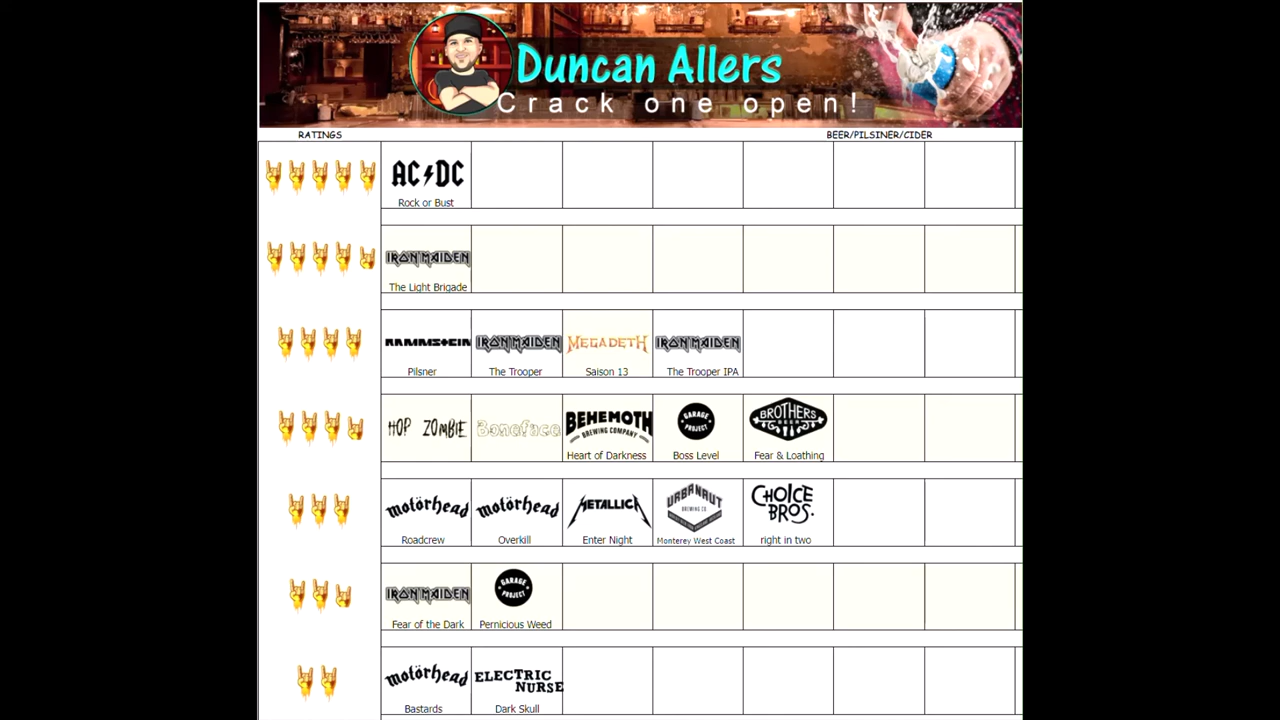 Duncan Allers
Crack one open!
RATINGS
BEER/PILSINER/CIDER
AC DC
Rock or Bust
IRON MAIDEN
The Light Brigade
RAMMSTEIN
IRON MAIDEN
MEGADETH
IRON MAIDEN
Pilsner
The Trooper
Saison 13
The Trooper IPA
HOP ZOMBIE
Boneface
BEHEMOTH
BREWING COMPANY
GARAGE
PROJECT
BROTHERS
BEER
Heart of Darkness
Boss Level
Fear & Loathing
motörhead
motörhead
METALLICA
URBANAUT
BREWING CO
CHOICE
BROS.
Roadcrew
Overkill
Enter Night
Monterey West Coast
right in two
IRON MAIDEN
GARAGE
PROJECT
Fear of the Dark
Pernicious Weed
motörhead
ELECTRIC
NURSE
Bastards
Dark Skull